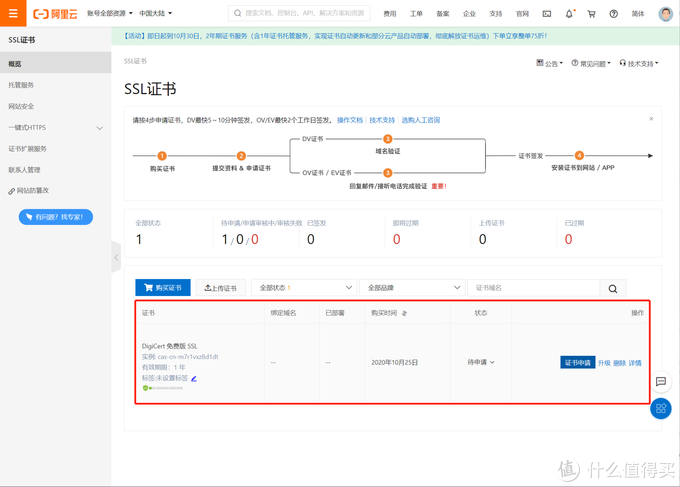 阿里云 账号全部资源 中国大陆 搜索文档、控制台、API、解决方案和资源 费用 工单 备案 企业 支持 官网 简体
SSL证书
【活动】即日起到10月30日，2年期证书服务（含1年证书托管服务，实现证书自动更新和部分云产品自动部署，彻底解放证书运维）下单立享整单75折！
概览
托管服务
网站安全
一键式HTTPS
证书扩展服务
联系人管理
网站防篡改
有问题？找专家！
SSL证书 公告 常见问题 技术支持
SSL证书
请按4步申请证书，DV最快5~10分钟签发，OV/EV最快2个工作日签发。 操作文档 技术支持 选购人工咨询
DV证书
3
域名验证
1
购买证书
2
提交资料 & 申请证书
证书签发
4
安装证书到网站 / APP
OV证书 / EV证书
3
回复邮件/接听电话完成验证 重要！
全部状态 待申请/申请审核中/审核失败 已签发 即将过期 上传证书 已过期
1 1 / 0 / 0 0 0 0 0
购买证书 上传证书 全部状态 1 全部品牌 证书域名
证书 绑定域名 已部署 购买时间 状态 操作
DigiCert 免费版 SSL
实例: cas-cn-m7r1vxz8d1dt
有效期限：1 年
标签:未设置标签
-- -- 2020年10月25日 待申请 证书申请 升级 删除 详情
值 什么值得买